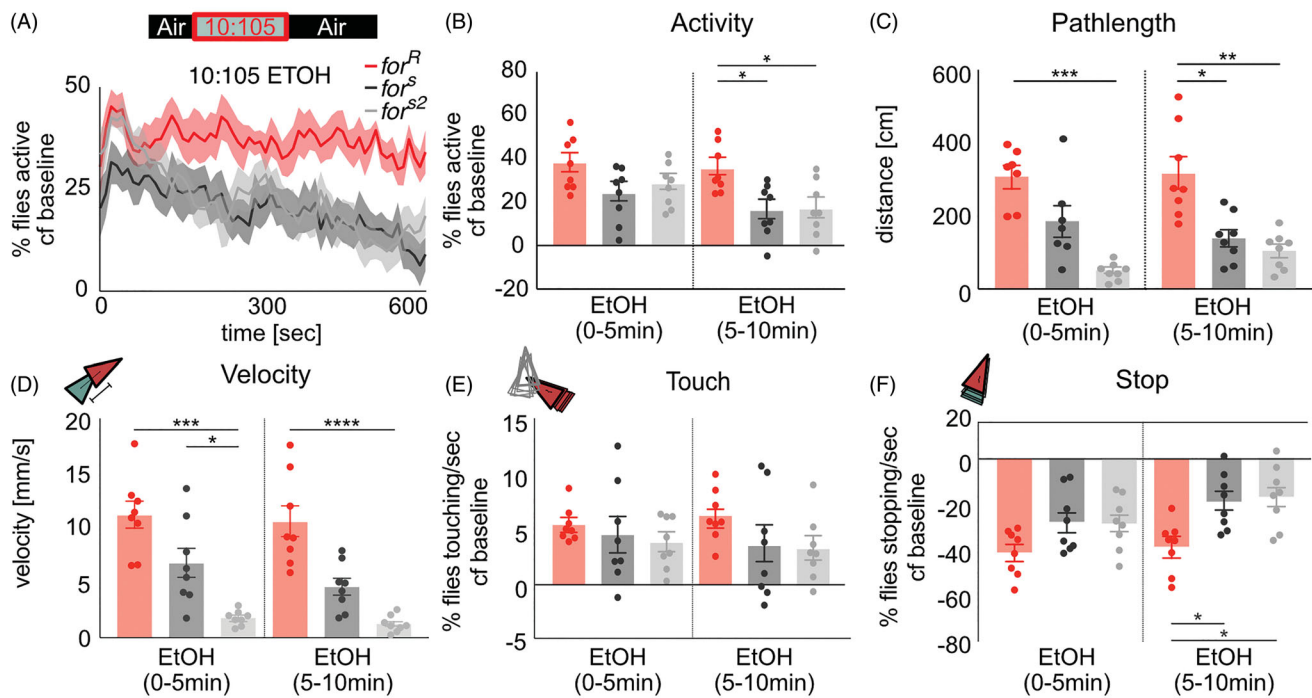 (A)
Air 10:105 Air
10:105 ETOH
for^R
for^s
for^s2
% flies active
cf baseline
50
25
0
0 300 600
time [sec]
(B) Activity
% flies active
cf baseline
80
60
40
20
0
-20
*
*
EtOH
(0-5min)
EtOH
(5-10min)
(C) Pathlength
distance [cm]
600
400
200
0
***
**
*
EtOH
(0-5min)
EtOH
(5-10min)
(D) Velocity
velocity [mm/s]
20
15
10
5
0
***
*
****
EtOH
(0-5min)
EtOH
(5-10min)
(E) Touch
% flies touching/sec
cf baseline
15
10
5
0
-5
EtOH
(0-5min)
EtOH
(5-10min)
(F) Stop
% flies stopping/sec
cf baseline
20
0
-20
-40
-60
-80
*
*
EtOH
(0-5min)
EtOH
(5-10min)